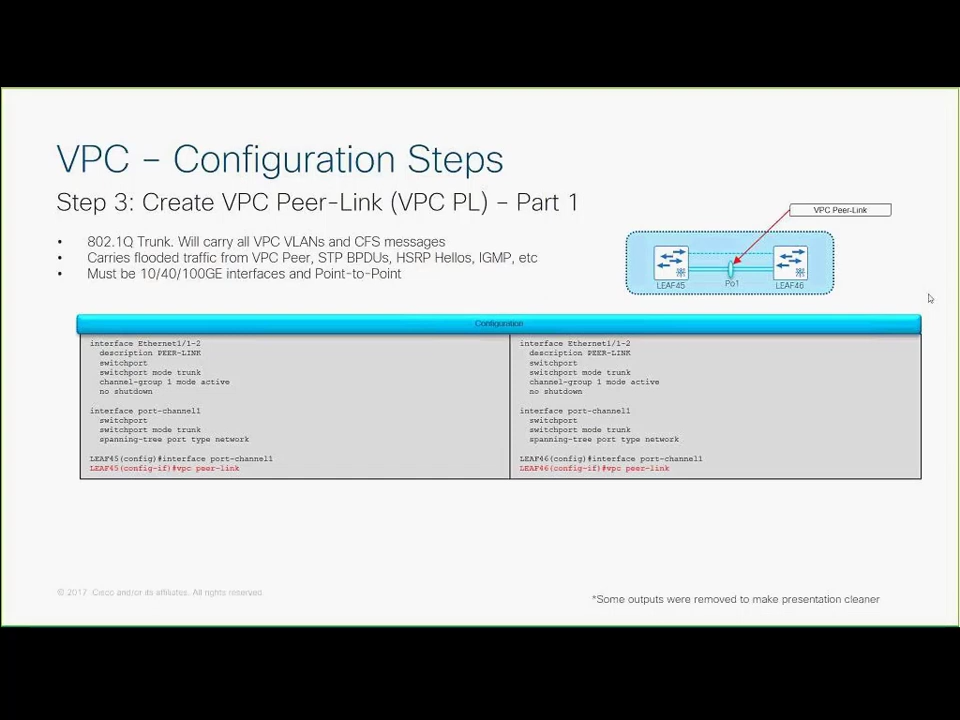 VPC – Configuration Steps
Step 3: Create VPC Peer-Link (VPC PL) – Part 1
• 802.1Q Trunk. Will carry all VPC VLANs and CFS messages
• Carries flooded traffic from VPC Peer, STP BPDUs, HSRP Hellos, IGMP, etc
• Must be 10/40/100GE interfaces and Point-to-Point
VPC Peer-Link
LEAF45
Po1
LEAF46
Configuration
interface Ethernet1/1-2
description PEER-LINK
switchport
switchport mode trunk
channel-group 1 mode active
no shutdown
interface port-channel1
switchport
switchport mode trunk
spanning-tree port type network
LEAF45(config)#interface port-channel1
LEAF45(config-if)#vpc peer-link
interface Ethernet1/1-2
description PEER-LINK
switchport
switchport mode trunk
channel-group 1 mode active
no shutdown
interface port-channel1
switchport
switchport mode trunk
spanning-tree port type network
LEAF46(config)#interface port-channel1
LEAF46(config-if)#vpc peer-link
© 2017 Cisco and/or its affiliates. All rights reserved
*Some outputs were removed to make presentation cleaner